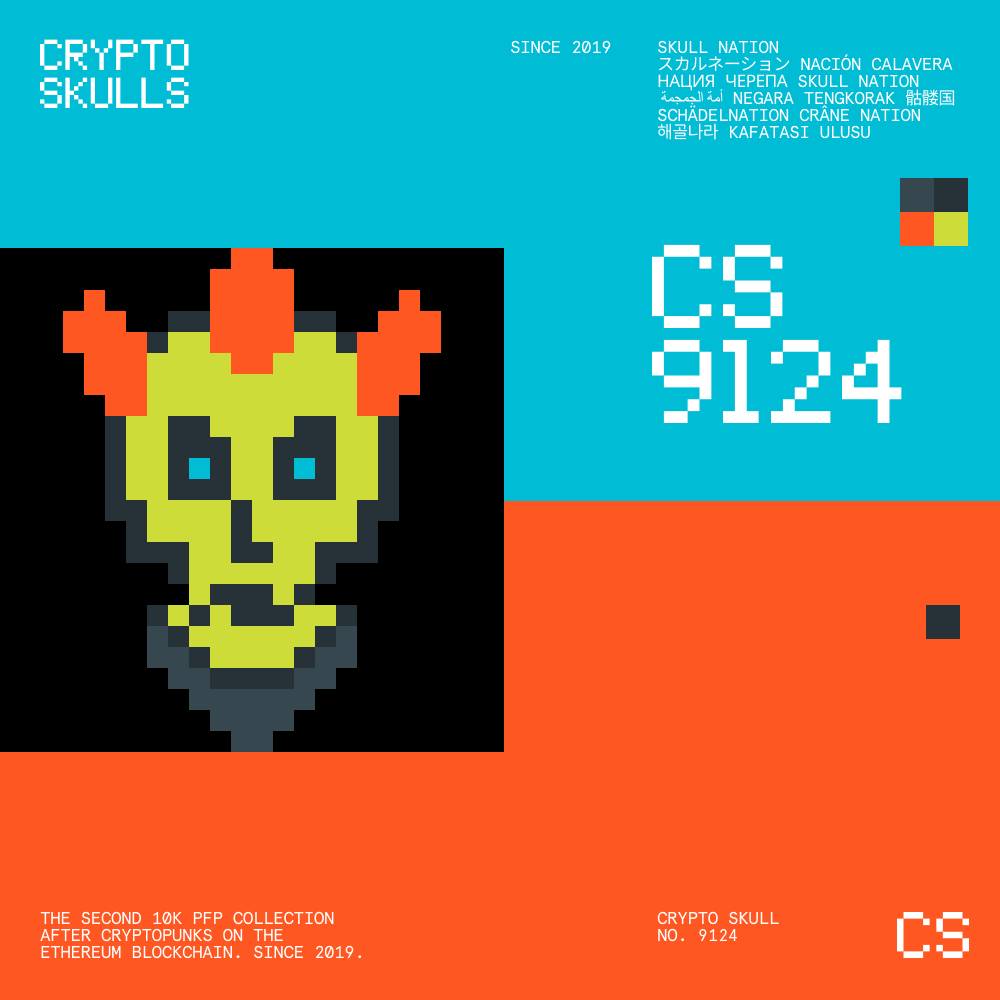 CRYPTO
SKULLS
SINCE 2019
SKULL NATION
スカルネーション NACIÓN CALAVERA
НАЦИЯ ЧЕРЕПА SKULL NATION
أمة الجمجمة NEGARA TENGKORAK 骷髅国
SCHÄDELNATION CRÂNE NATION
해골나라 KAFATASI ULUSU
CS
9124
THE SECOND 10K PFP COLLECTION
AFTER CRYPTOPUNKS ON THE
ETHEREUM BLOCKCHAIN. SINCE 2019.
CRYPTO SKULL
NO. 9124
CS